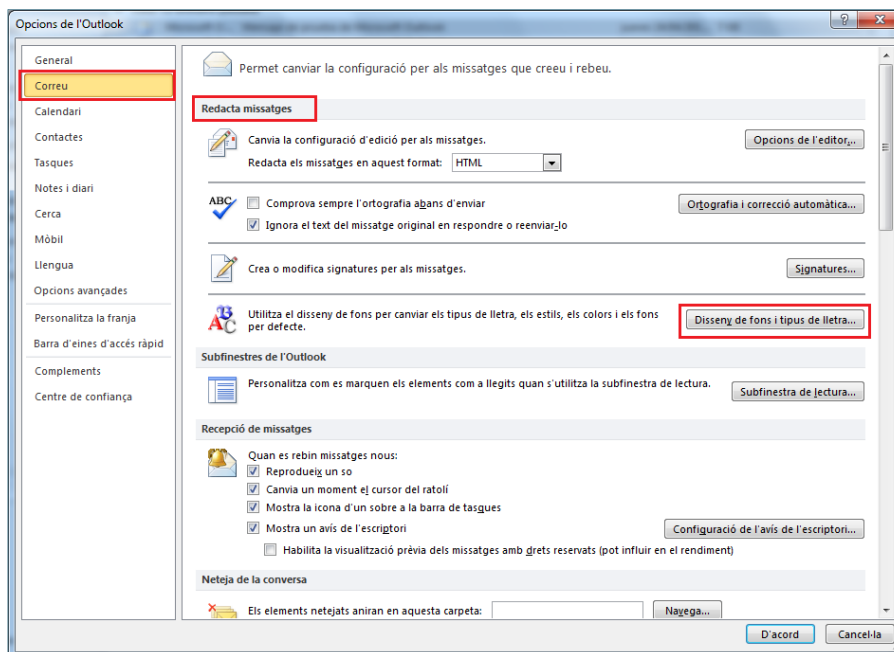 Opcions de l'Outlook
General
Correu
Calendari
Contactes
Tasques
Notes i diari
Cerca
Mòbil
Llengua
Opcions avançades
Personalitza la franja
Barra d'eines d'accés ràpid
Complements
Centre de confiança
Permet canviar la configuració per als missatges que creeu i rebeu.
Redacta missatges
Canvia la configuració d'edició per als missatges.
Opcions de l'editor...
Redacta els missatges en aquest format: HTML
ABC
Comprova sempre l'ortografia abans d'enviar
Ortografia i correcció automàtica...
Ignora el text del missatge original en respondre o reenviar-lo
Crea o modifica signatures per als missatges.
Signatures...
Utilitza el disseny de fons per canviar els tipus de lletra, els estils, els colors i els fons
per defecte.
Disseny de fons i tipus de lletra...
Subfinestres de l'Outlook
Personalitza com es marquen els elements com a llegits quan s'utilitza la subfinestra de lectura.
Subfinestra de lectura...
Recepció de missatges
Quan es rebin missatges nous:
Reprodueix un so
Canvia un moment el cursor del ratolí
Mostra la icona d'un sobre a la barra de tasques
Mostra un avís de l'escriptori
Configuració de l'avís de l'escriptori...
Habilita la visualització prèvia dels missatges amb drets reservats (pot influir en el rendiment)
Neteja de la conversa
Els elements netejats aniran en aquesta carpeta:
Navega...
D'acord
Cancel·la